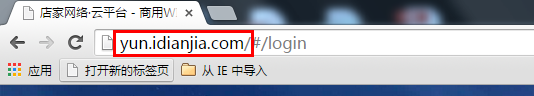 店家网络·云平台 - 商用W
yun.idianjia.com/#/login
应用 打开新的标签页 从 IE 中导入